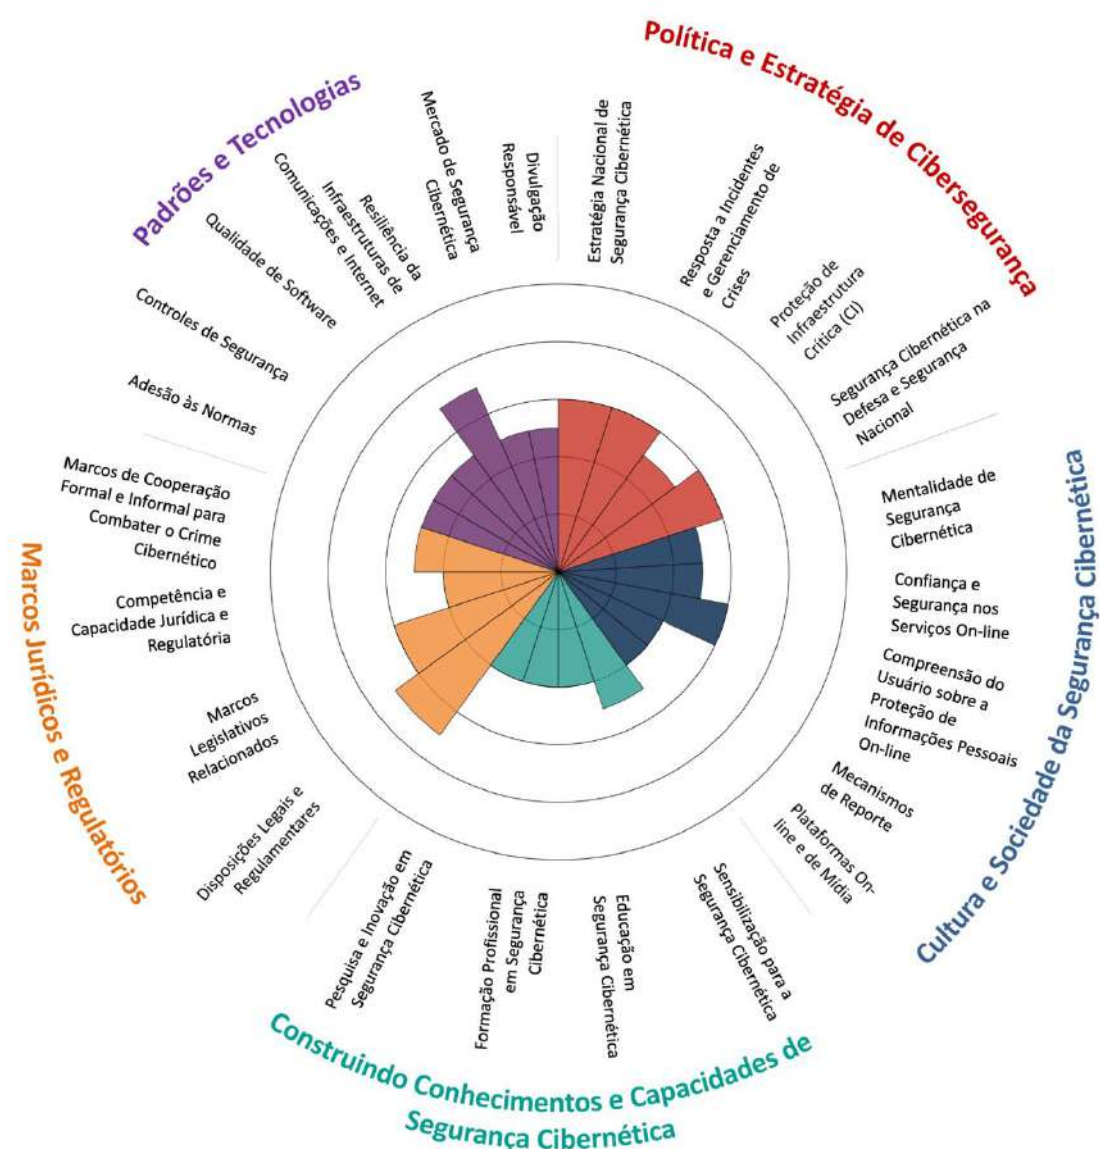 Política e Estratégia de Cibersegurança
Estratégia Nacional de
Segurança Cibernética
Resposta a Incidentes
e Gerenciamento de
Crises
Proteção de
Infraestrutura
Crítica (CI)
Segurança Cibernética na
Defesa e Segurança
Nacional
Cultura e Sociedade da Segurança Cibernética
Mentalidade de
Segurança
Cibernética
Confiança e
Segurança nos
Serviços On-line
Compreensão do
Usuário sobre a
Proteção de
Informações Pessoais
On-line
Mecanismos
de Reporte
Plataformas On-
line e de Mídia
Construindo Conhecimentos e Capacidades de
Segurança Cibernética
Sensibilização para a
Segurança Cibernética
Educação em
Segurança Cibernética
Formação Profissional
em Segurança
Cibernética
Pesquisa e Inovação em
Segurança Cibernética
Marcos Jurídicos e Regulatórios
Disposições Legais e
Regulamentares
Marcos
Legislativos
Relacionados
Competência e
Capacidade Jurídica e
Regulatória
Marcos de Cooperação
Formal e Informal para
Combater o Crime
Cibernético
Padrões e Tecnologias
Adesão às Normas
Controles de Segurança
Qualidade de Software
Resiliência da
Infraestruturas de
Comunicações e Internet
Mercado de Segurança
Cibernética
Divulgação
Responsável